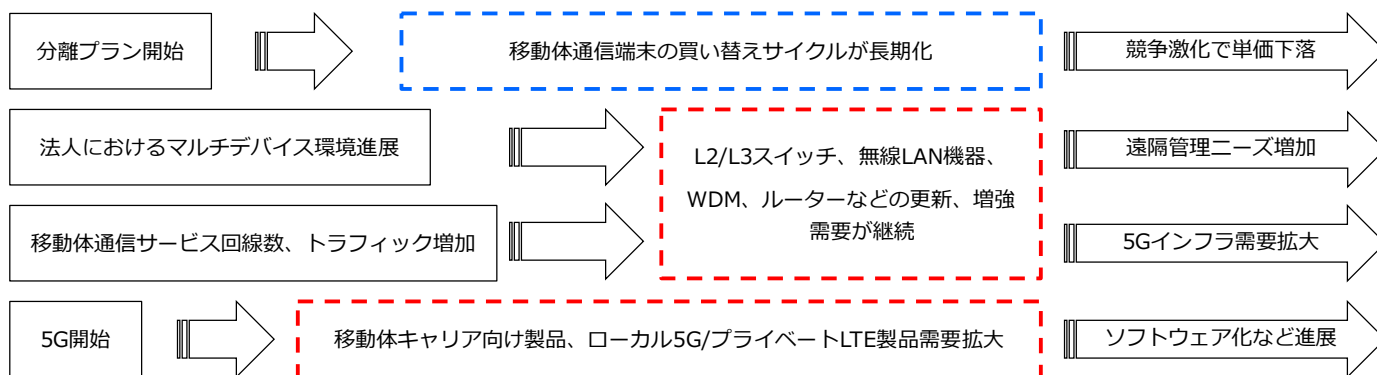 分離プラン開始
移動体通信端末の買い替えサイクルが長期化
競争激化で単価下落
法人におけるマルチデバイス環境進展
L2/L3スイッチ、無線LAN機器、
WDM、ルーターなどの更新、増強
需要が継続
遠隔管理ニーズ増加
移動体通信サービス回線数、トラフィック増加
5Gインフラ需要拡大
5G開始
移動体キャリア向け製品、ローカル5G/プライベートLTE製品需要拡大
ソフトウェア化など進展